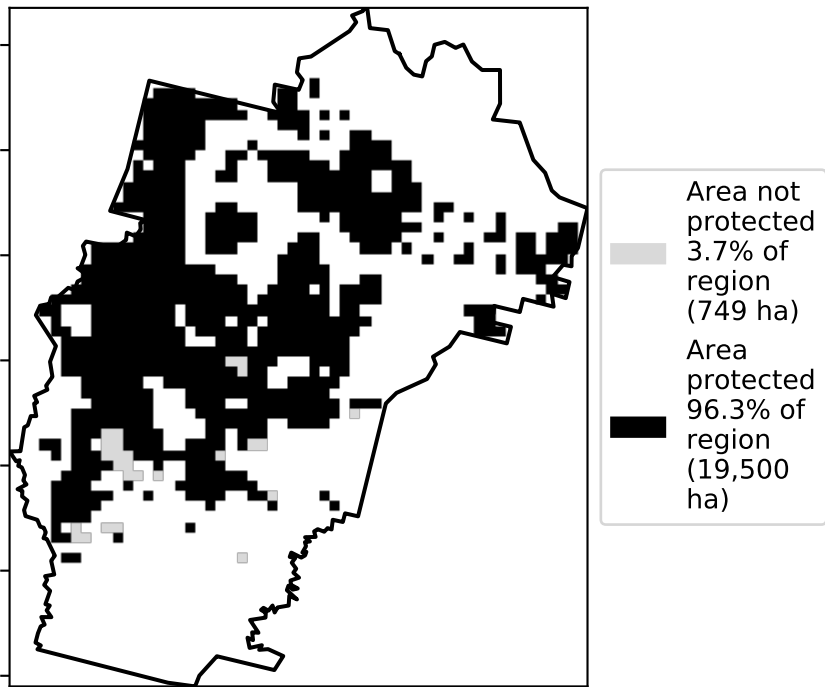 Area not
protected
3.7% of
region
(749 ha)
Area
protected
96.3% of
region
(19,500
ha)